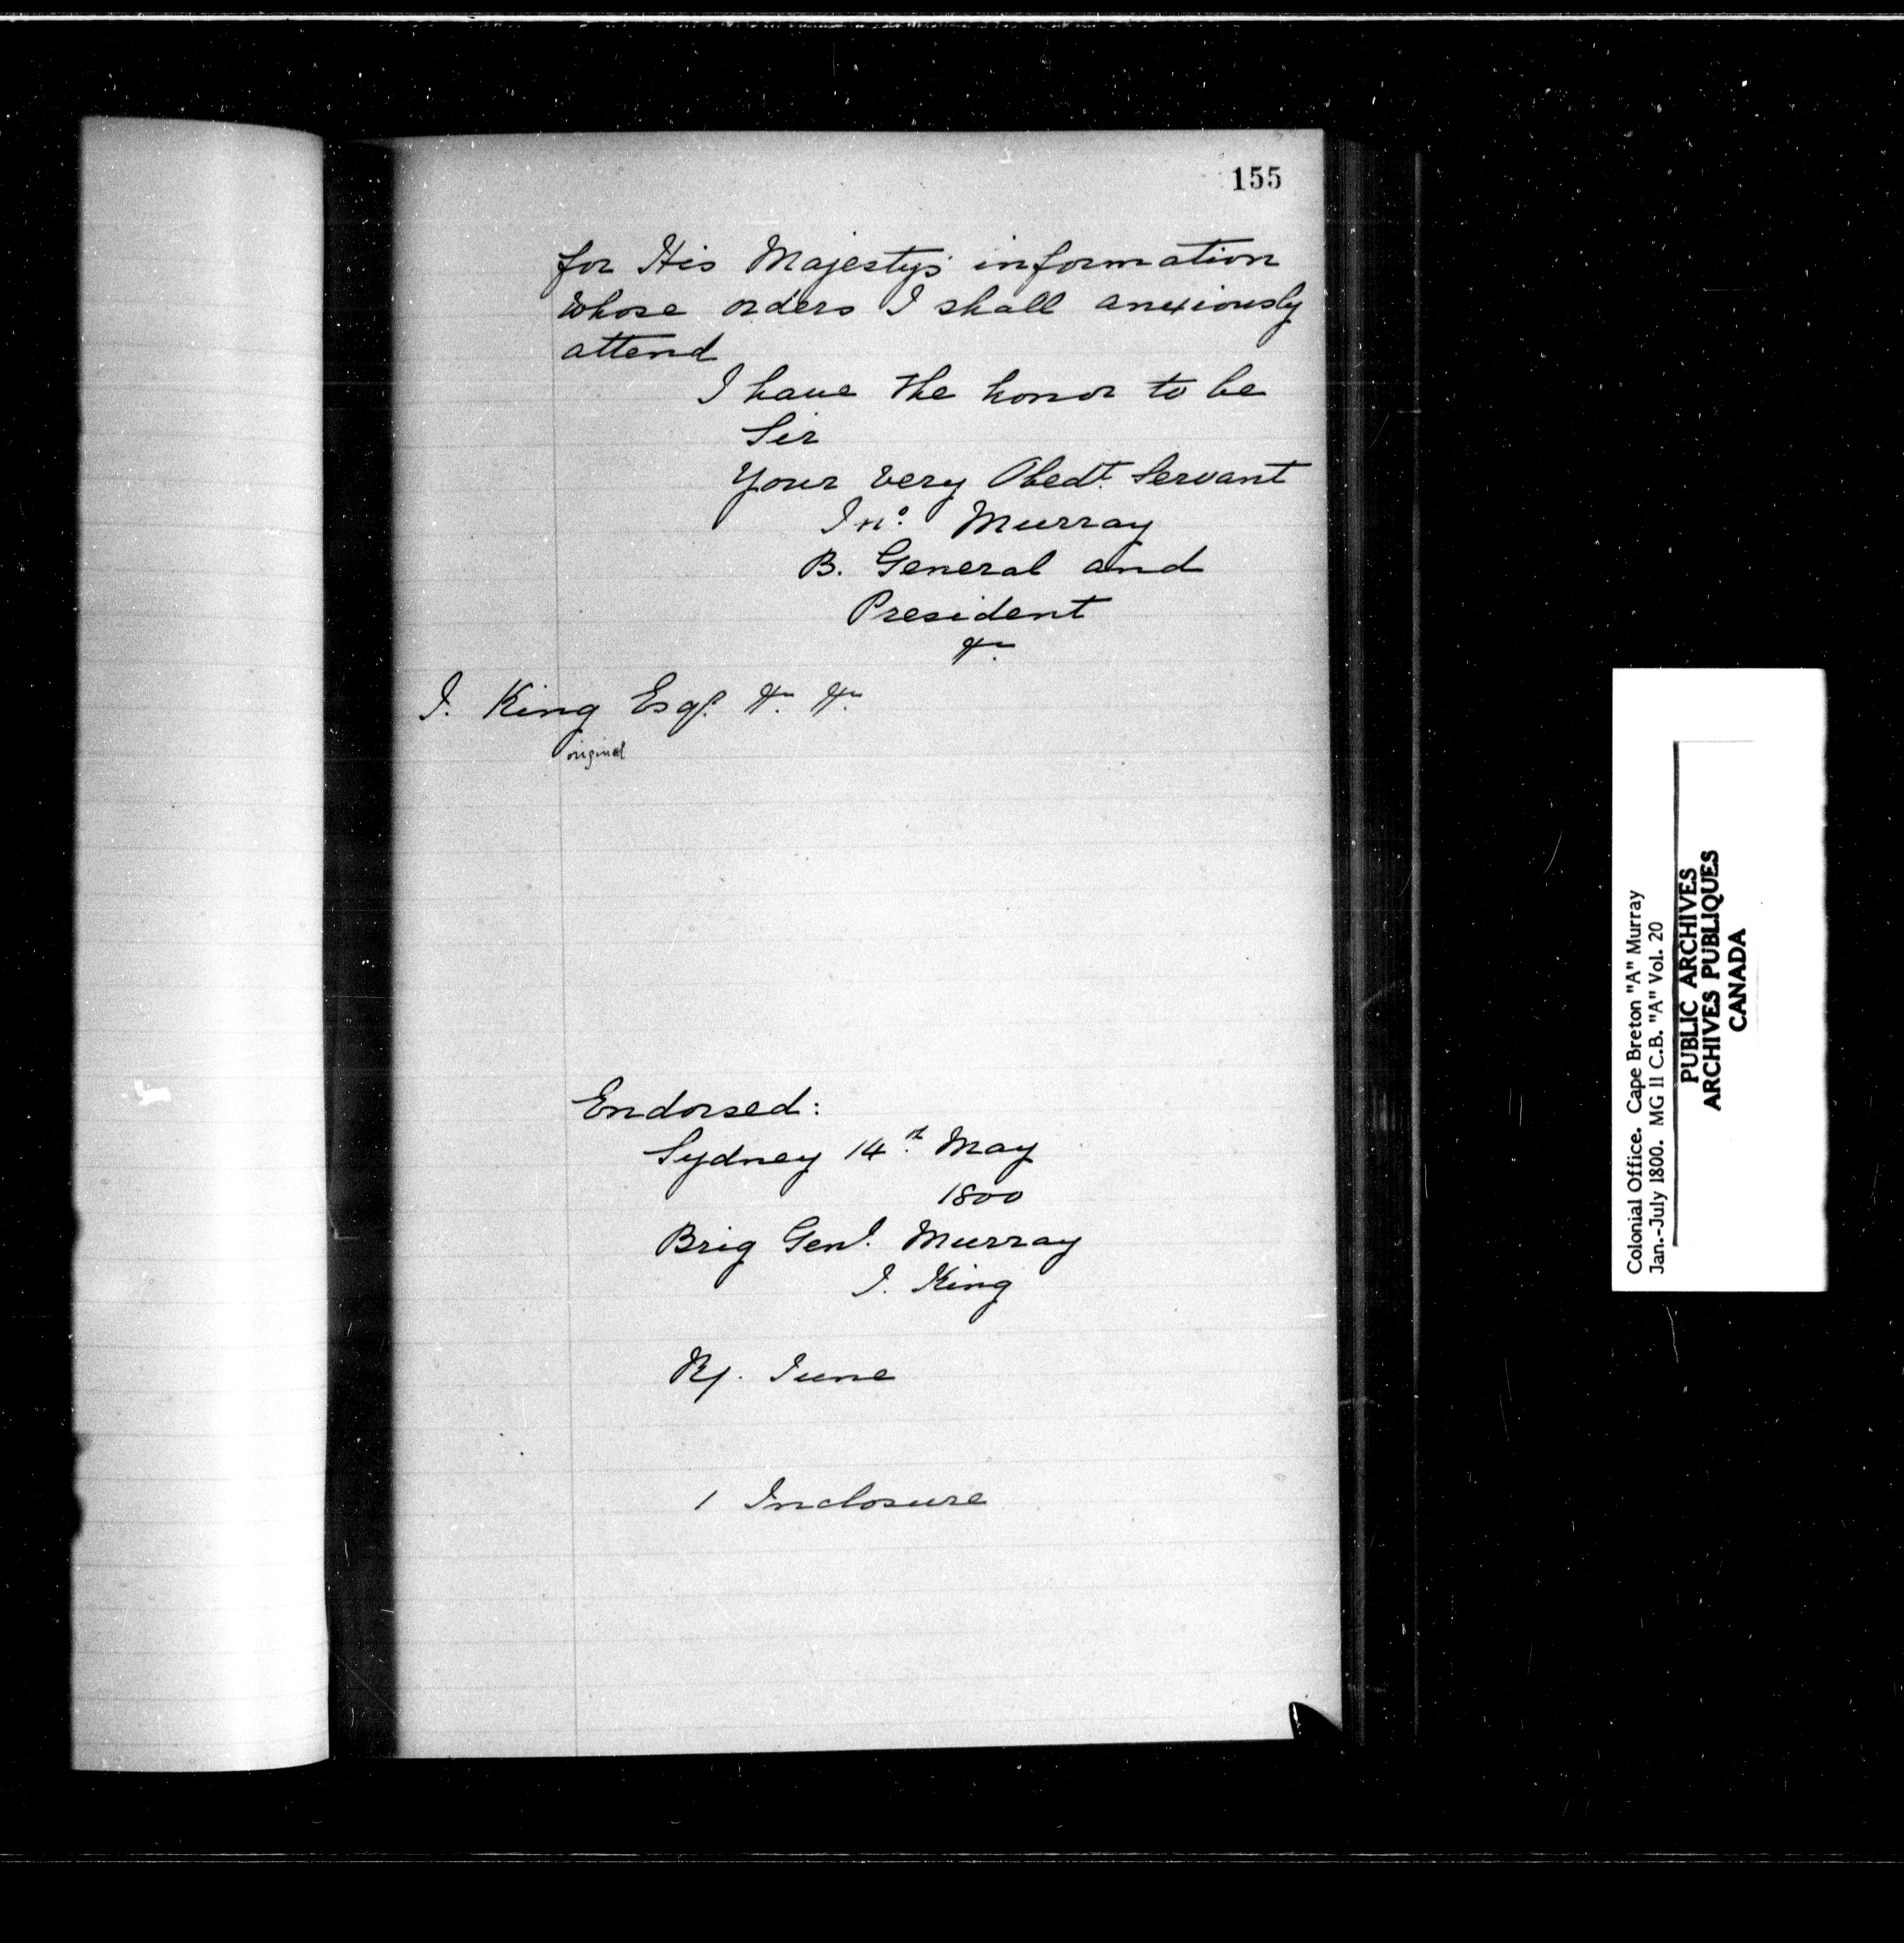 155
for His Majestys information
whose orders I shall anxiously
attend
I have the honor to be
Sir
Your very Obedt. Servant
Jno. Murray
B. General and
President
&c.
J. King Esqr. &c. &c.
original
Endorsed:
Sydney 14th. May
1800
Brig Genl. Murray
J. King
R/. June
1 Inclosure
Colonial Office. Cape Breton "A" Murray
Jan.-July 1800. MG 11 C.B. "A" Vol. 20
PUBLIC ARCHIVES
ARCHIVES PUBLIQUES
CANADA